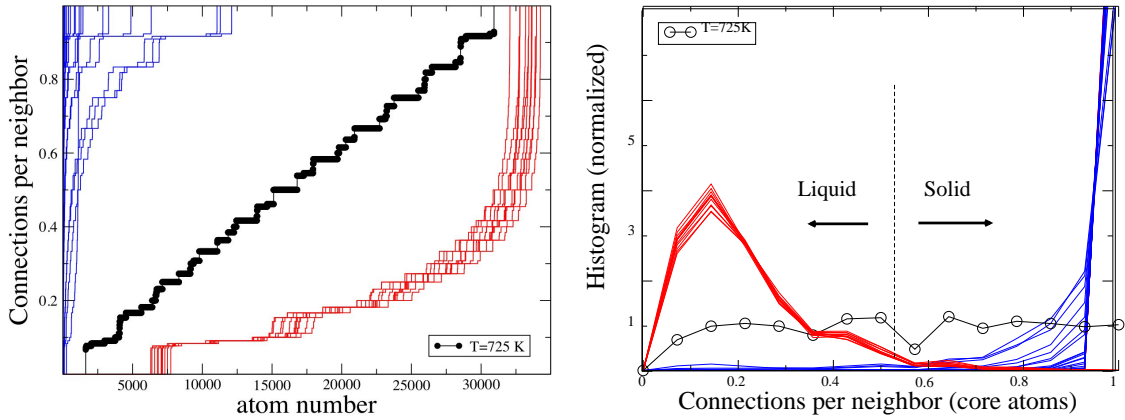 Connections per neighbor
0.8
0.6
0.4
0.2
5000 10000 15000 20000 25000 30000
atom number
T=725 K
Histogram (normalized)
5
3
1
0
T=725K
Liquid Solid
0 0.2 0.4 0.6 0.8 1
Connections per neighbor (core atoms)